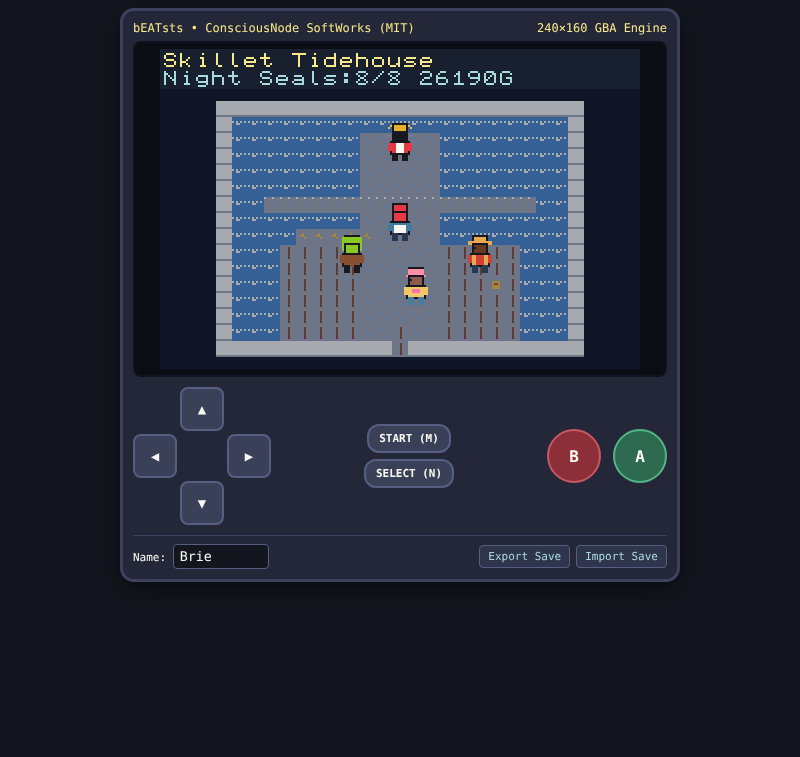 bEATsts • ConsciousNode SoftWorks (MIT)
240×160 GBA Engine
Skillet Tidehouse
Night Seals:8/8 26190G
▲
◀
▶
▼
START (M)
SELECT (N)
B
A
Name:
Brie
Export Save
Import Save